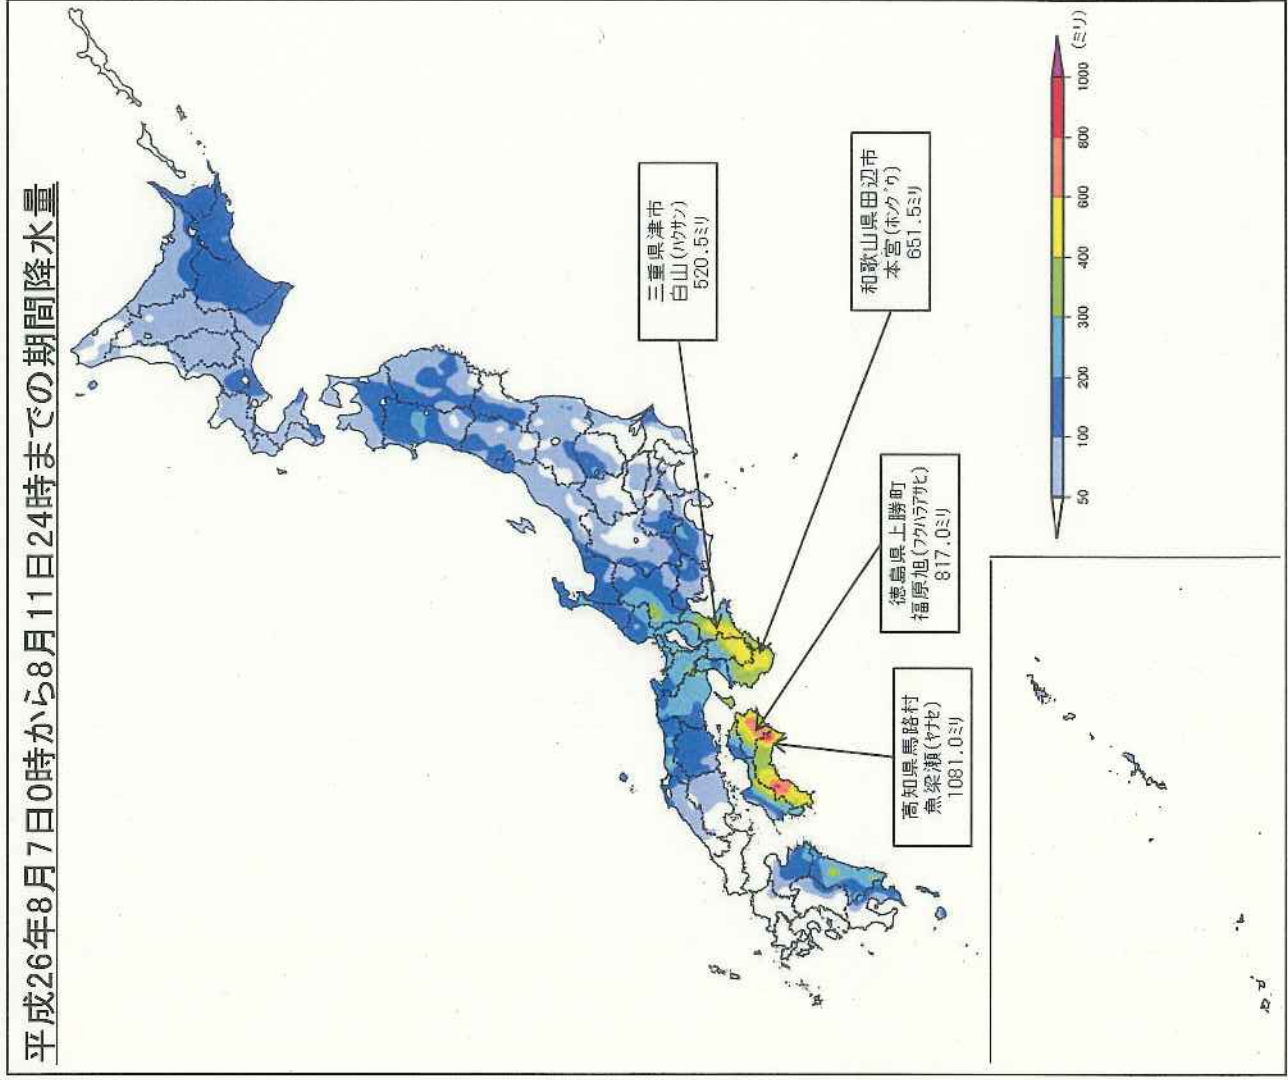 平成26年8月7日0時から8月11日24時までの期間降水量
三重県津市
白山(ハクサン)
520.5ミリ
和歌山県田辺市
本宮(ホングウ)
651.5ミリ
徳島県上勝町
福原旭(フクハラアサヒ)
817.0ミリ
高知県馬路村
魚梁瀬(ヤナセ)
1081.0ミリ
50 100 200 300 400 600 800 1000 (ミリ)